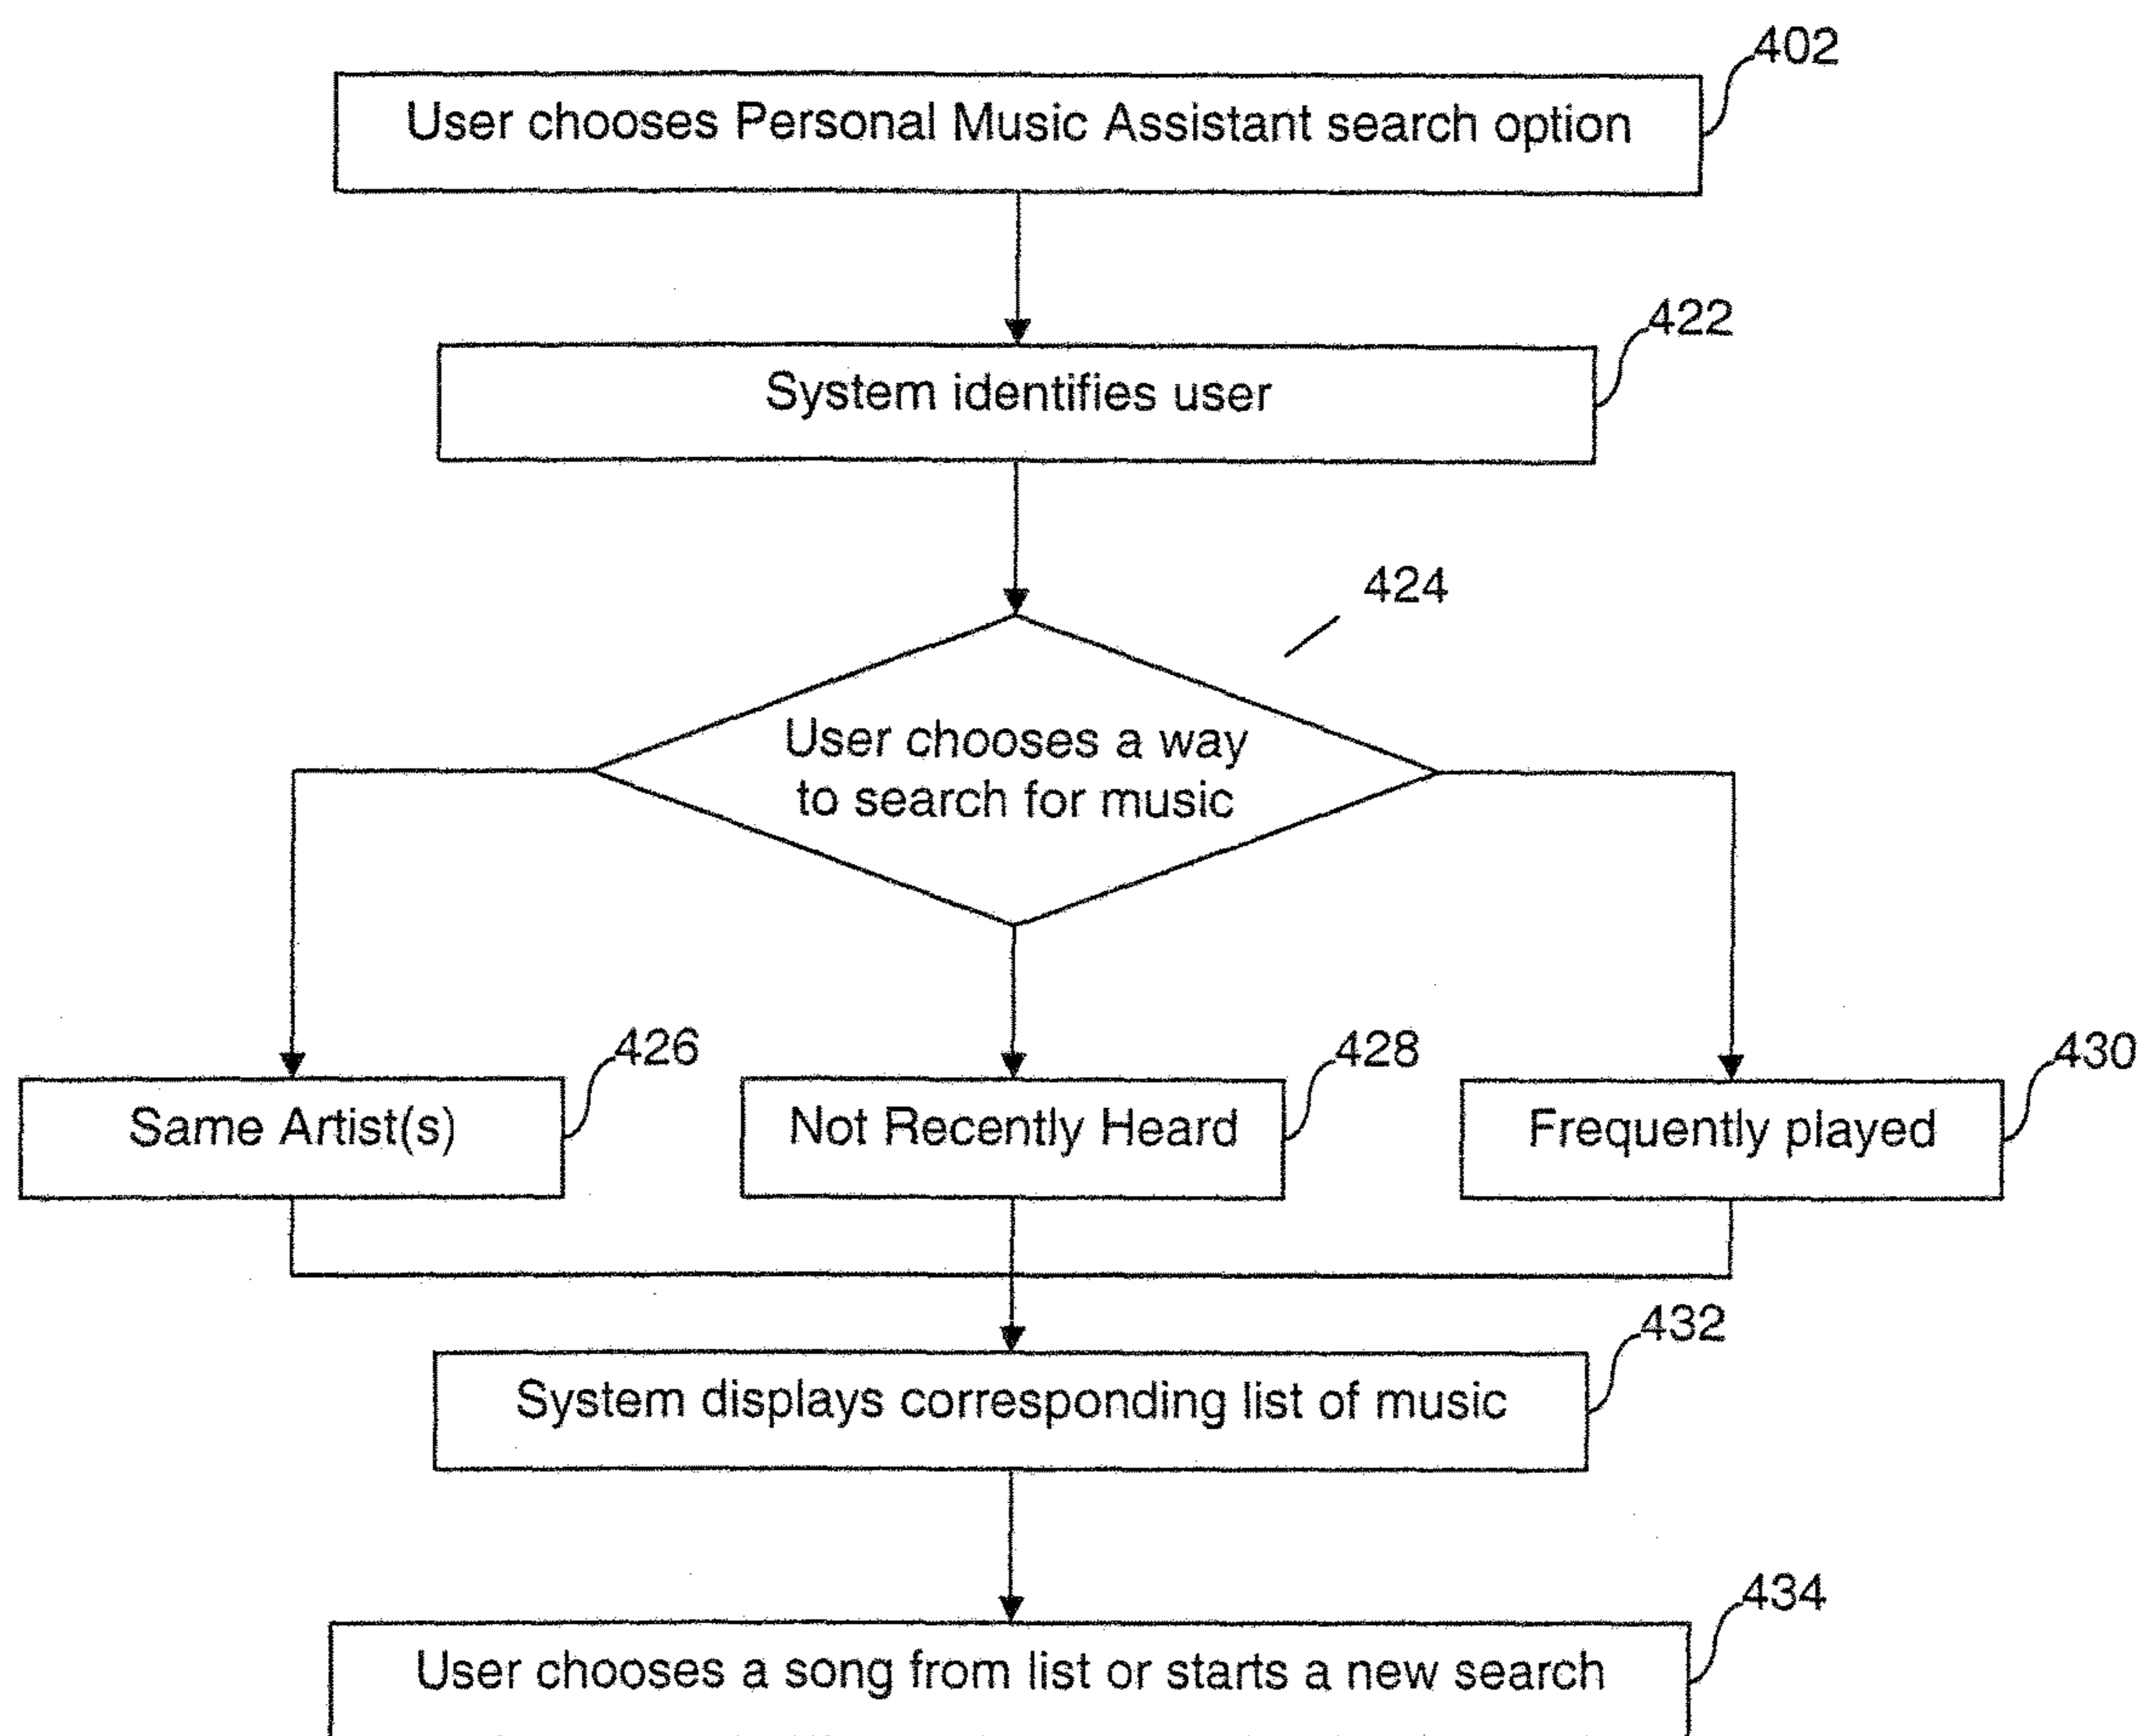 402
User chooses Personal Music Assistant search option
422
System identifies user
424
User chooses a way
to search for music
426
428
430
Same Artist(s)
Not Recently Heard
Frequently played
432
System displays corresponding list of music
434
User chooses a song from list or starts a new search